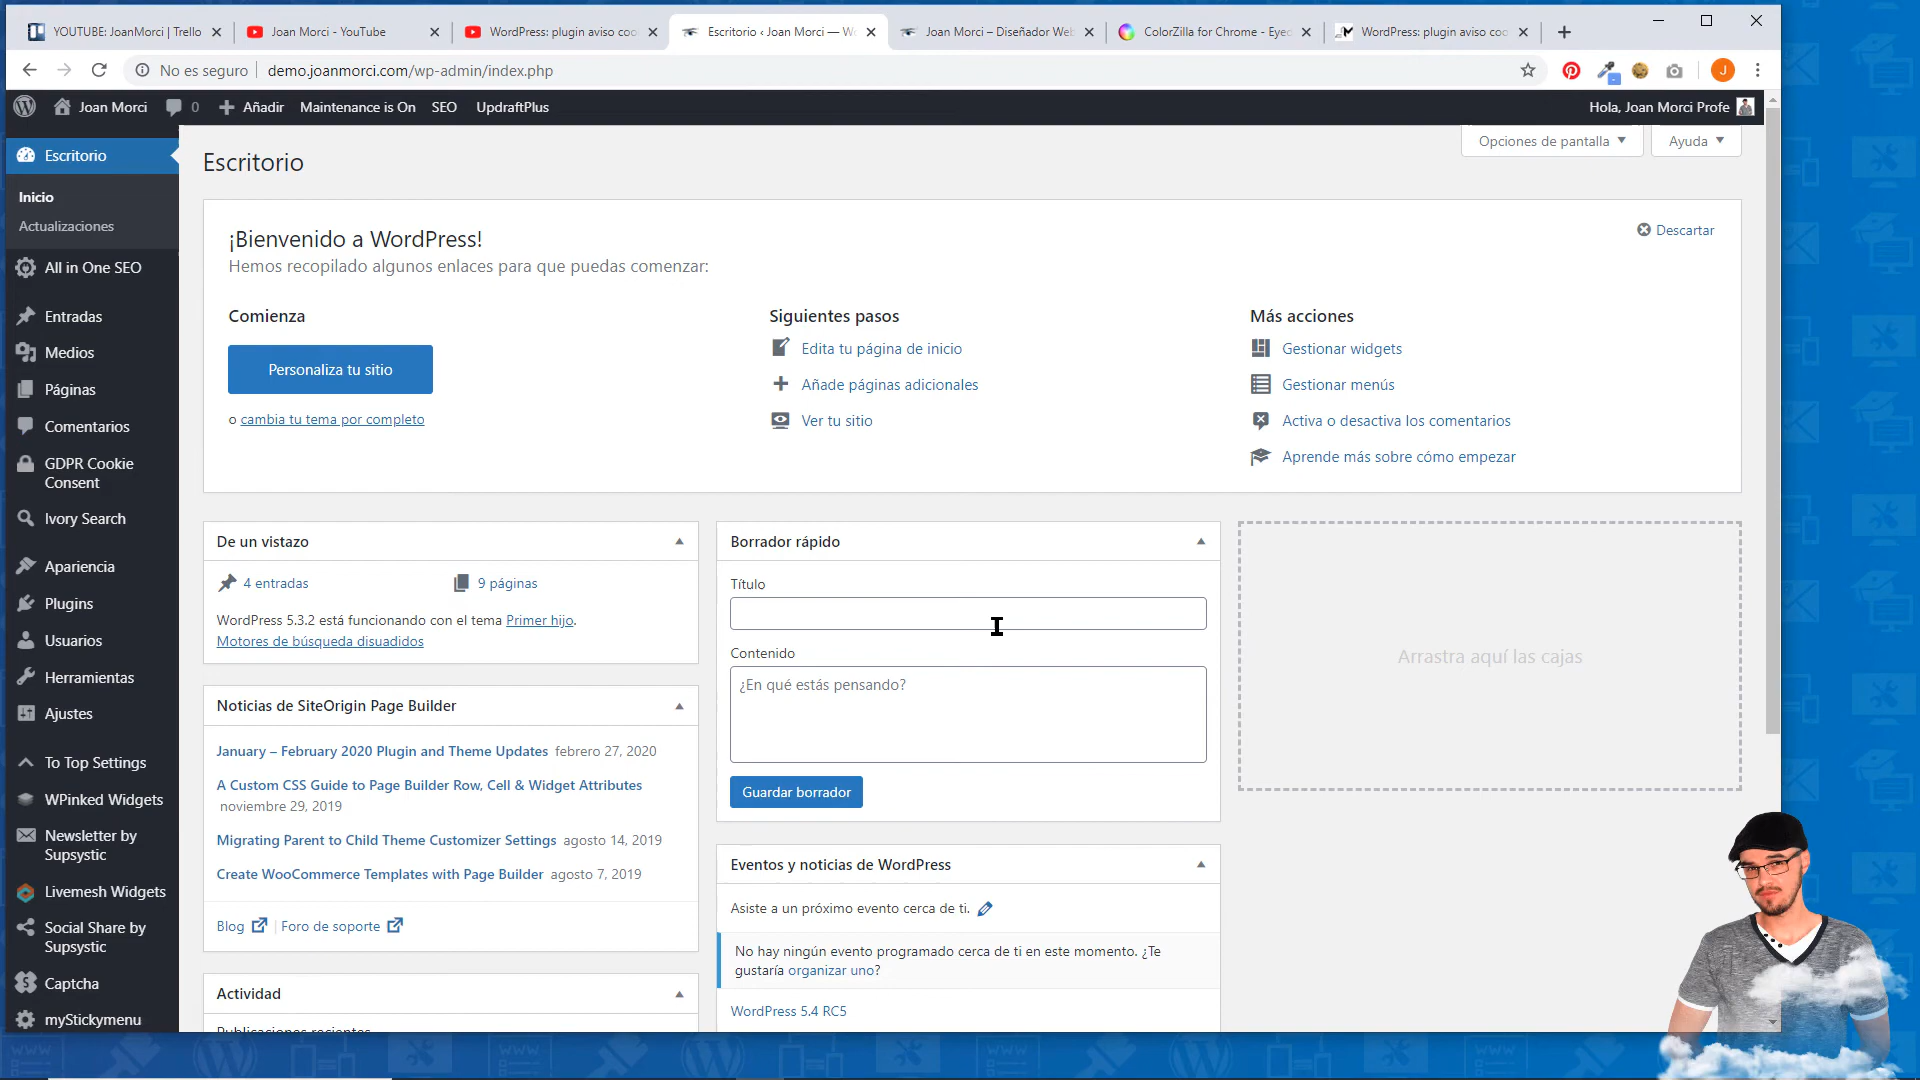 YOUTUBE: JoanMorci | Trello
Joan Morci - YouTube
WordPress: plugin aviso coo
Escritorio ‹ Joan Morci — Wo
Joan Morci – Diseñador Web
ColorZilla for Chrome - Eyed
WordPress: plugin aviso coo
No es seguro
demo.joanmorci.com/wp-admin/index.php
J
Joan Morci
0
Añadir
Maintenance is On
SEO
UpdraftPlus
Hola, Joan Morci Profe
Escritorio
Inicio
Actualizaciones
All in One SEO
Entradas
Medios
Páginas
Comentarios
GDPR Cookie
Consent
Ivory Search
Apariencia
Plugins
Usuarios
Herramientas
Ajustes
To Top Settings
WPinked Widgets
Newsletter by
Supsystic
Livemesh Widgets
Social Share by
Supsystic
Captcha
myStickymenu
Opciones de pantalla
Ayuda
Escritorio
¡Bienvenido a WordPress!
Descartar
Hemos recopilado algunos enlaces para que puedas comenzar:
Comienza
Personaliza tu sitio
o cambia tu tema por completo
Siguientes pasos
Edita tu página de inicio
Añade páginas adicionales
Ver tu sitio
Más acciones
Gestionar widgets
Gestionar menús
Activa o desactiva los comentarios
Aprende más sobre cómo empezar
De un vistazo
4 entradas
9 páginas
WordPress 5.3.2 está funcionando con el tema Primer hijo.
Motores de búsqueda disuadidos
Noticias de SiteOrigin Page Builder
January – February 2020 Plugin and Theme Updates febrero 27, 2020
A Custom CSS Guide to Page Builder Row, Cell & Widget Attributes
noviembre 29, 2019
Migrating Parent to Child Theme Customizer Settings agosto 14, 2019
Create WooCommerce Templates with Page Builder agosto 7, 2019
Blog | Foro de soporte
Actividad
Publicaciones recientes
Borrador rápido
Título
Contenido
¿En qué estás pensando?
Guardar borrador
Eventos y noticias de WordPress
Asiste a un próximo evento cerca de ti.
No hay ningún evento programado cerca de ti en este momento. ¿Te
gustaría organizar uno?
WordPress 5.4 RC5
Arrastra aquí las cajas